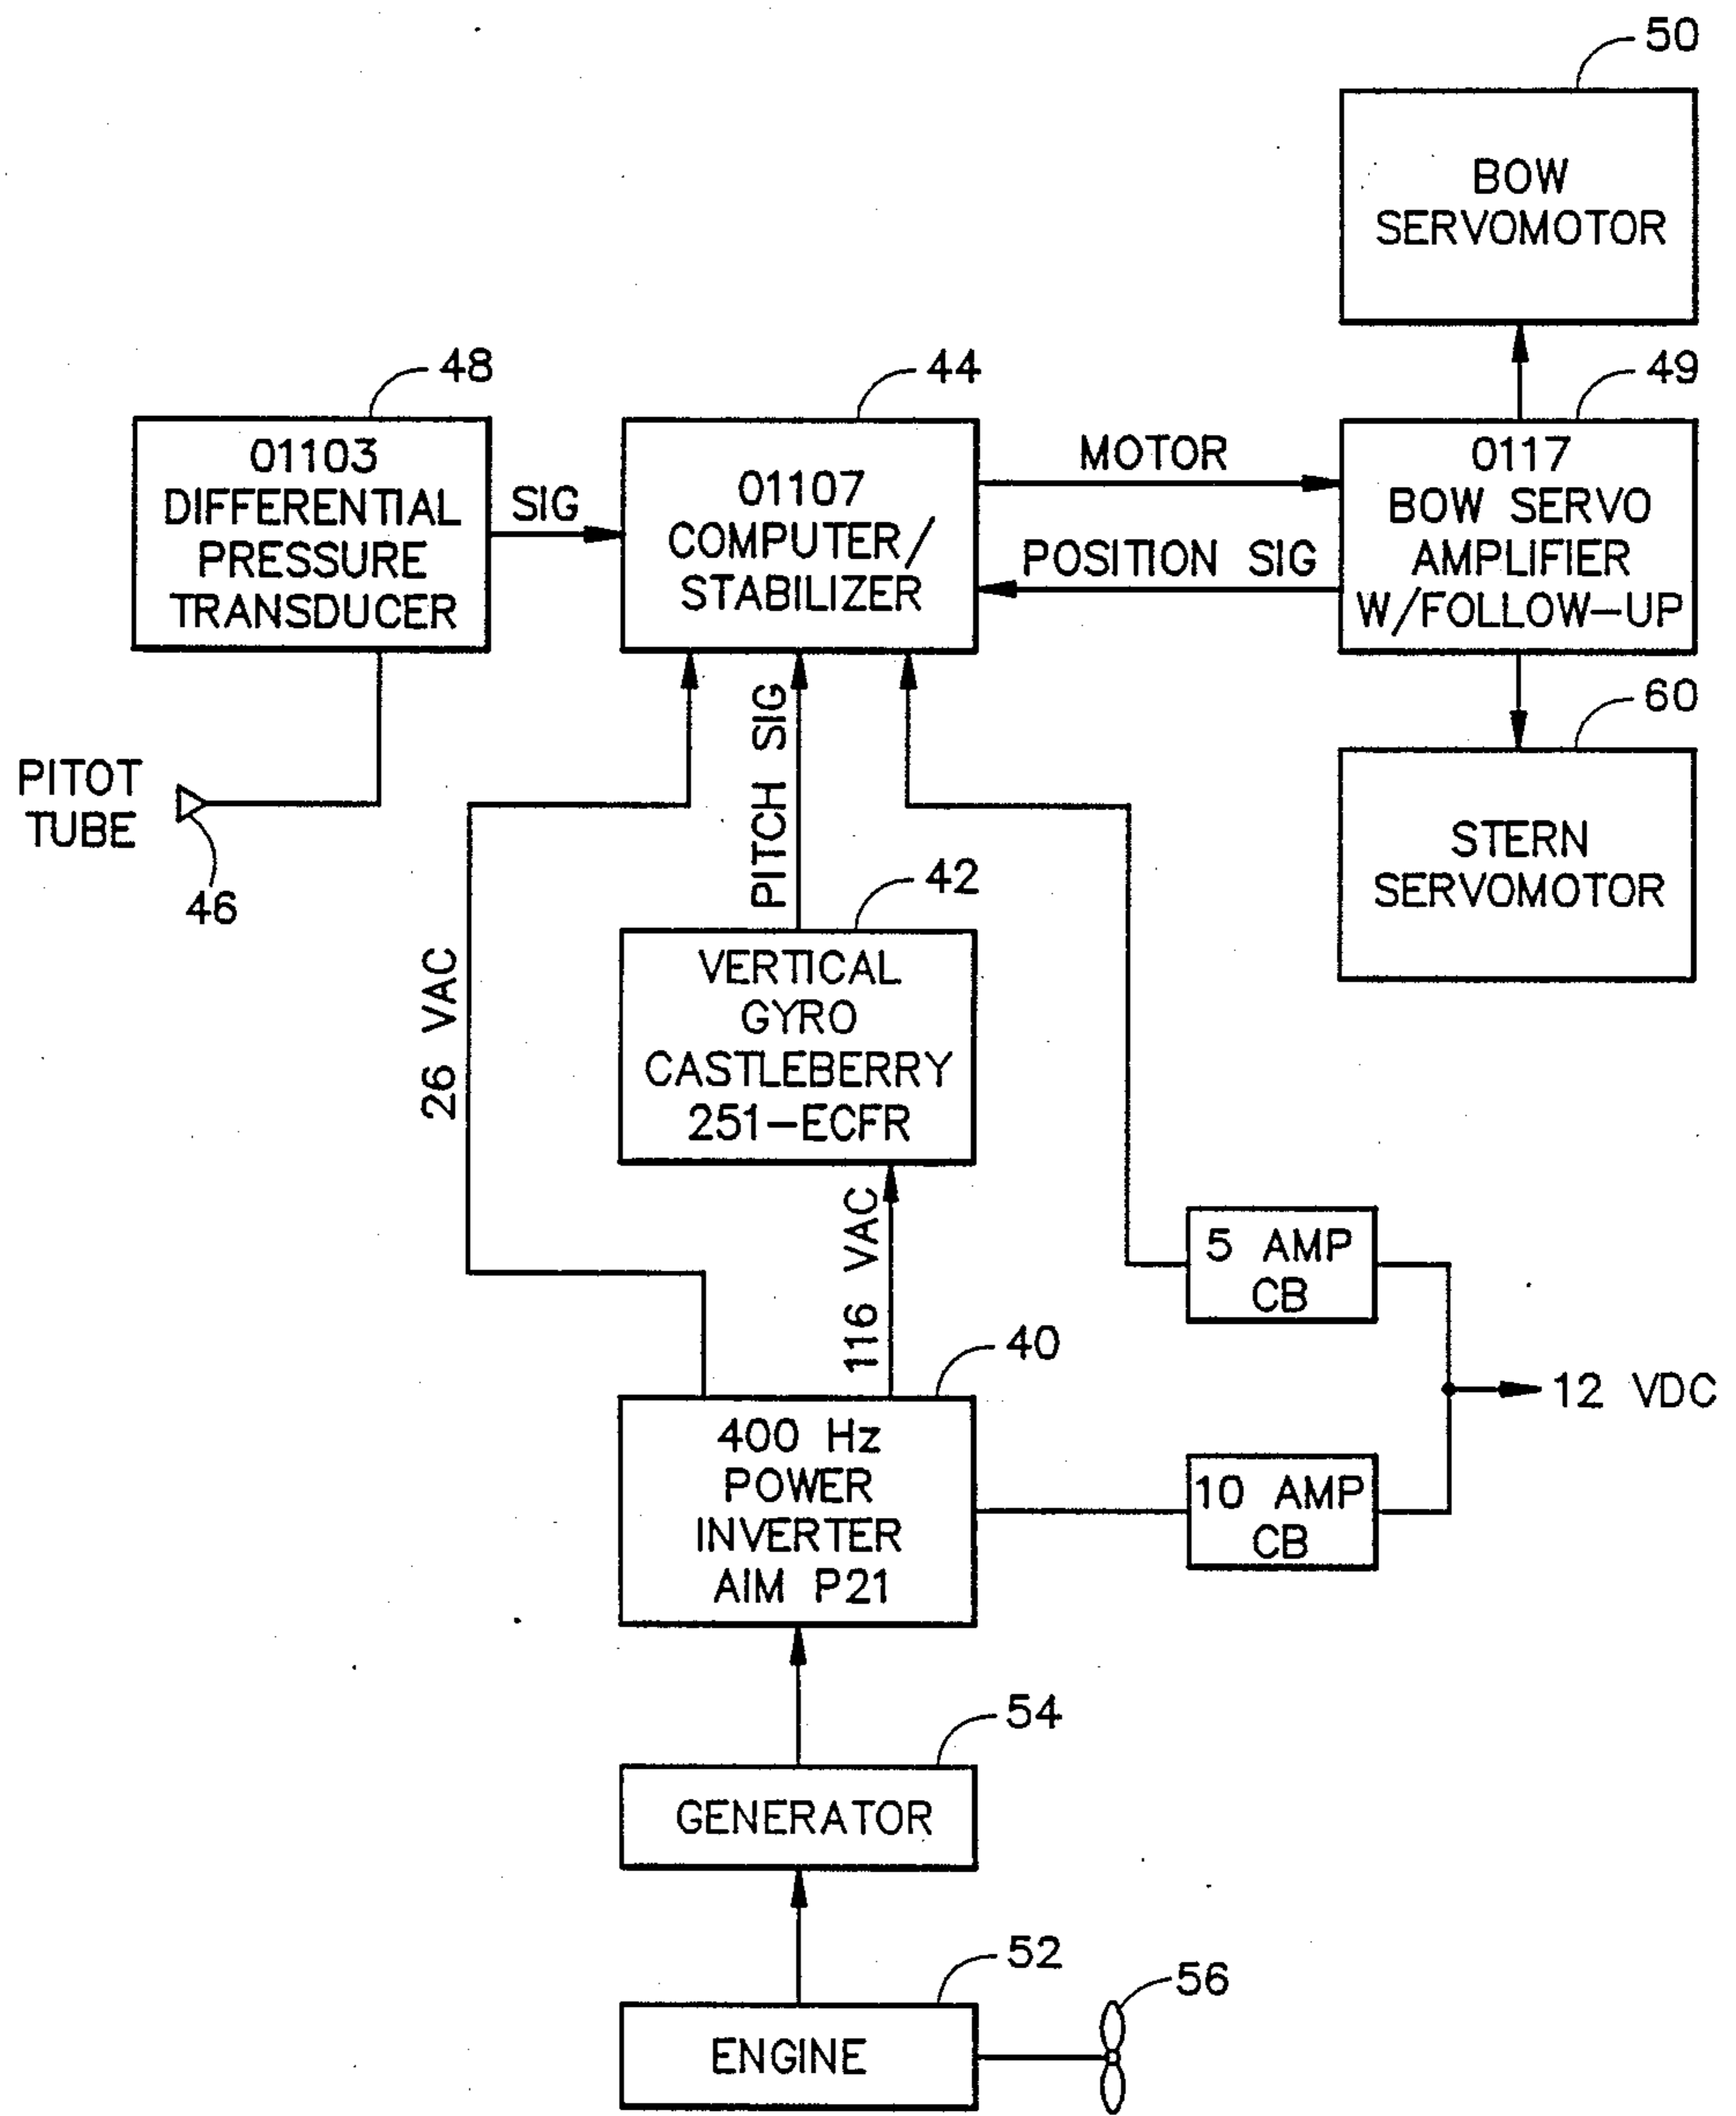 50
BOW
SERVOMOTOR
48
44
49
01103
DIFFERENTIAL
PRESSURE
TRANSDUCER
SIG
01107
COMPUTER/
STABILIZER
MOTOR
POSITION SIG
0117
BOW SERVO
AMPLIFIER
W/FOLLOW-UP
60
STERN
SERVOMOTOR
PITOT
TUBE
46
PITCH SIG
26 VAC
42
VERTICAL
GYRO
CASTLEBERRY
251-ECFR
116 VAC
5 AMP
CB
12 VDC
10 AMP
CB
40
400 Hz
POWER
INVERTER
AIM P21
54
GENERATOR
52
ENGINE
56